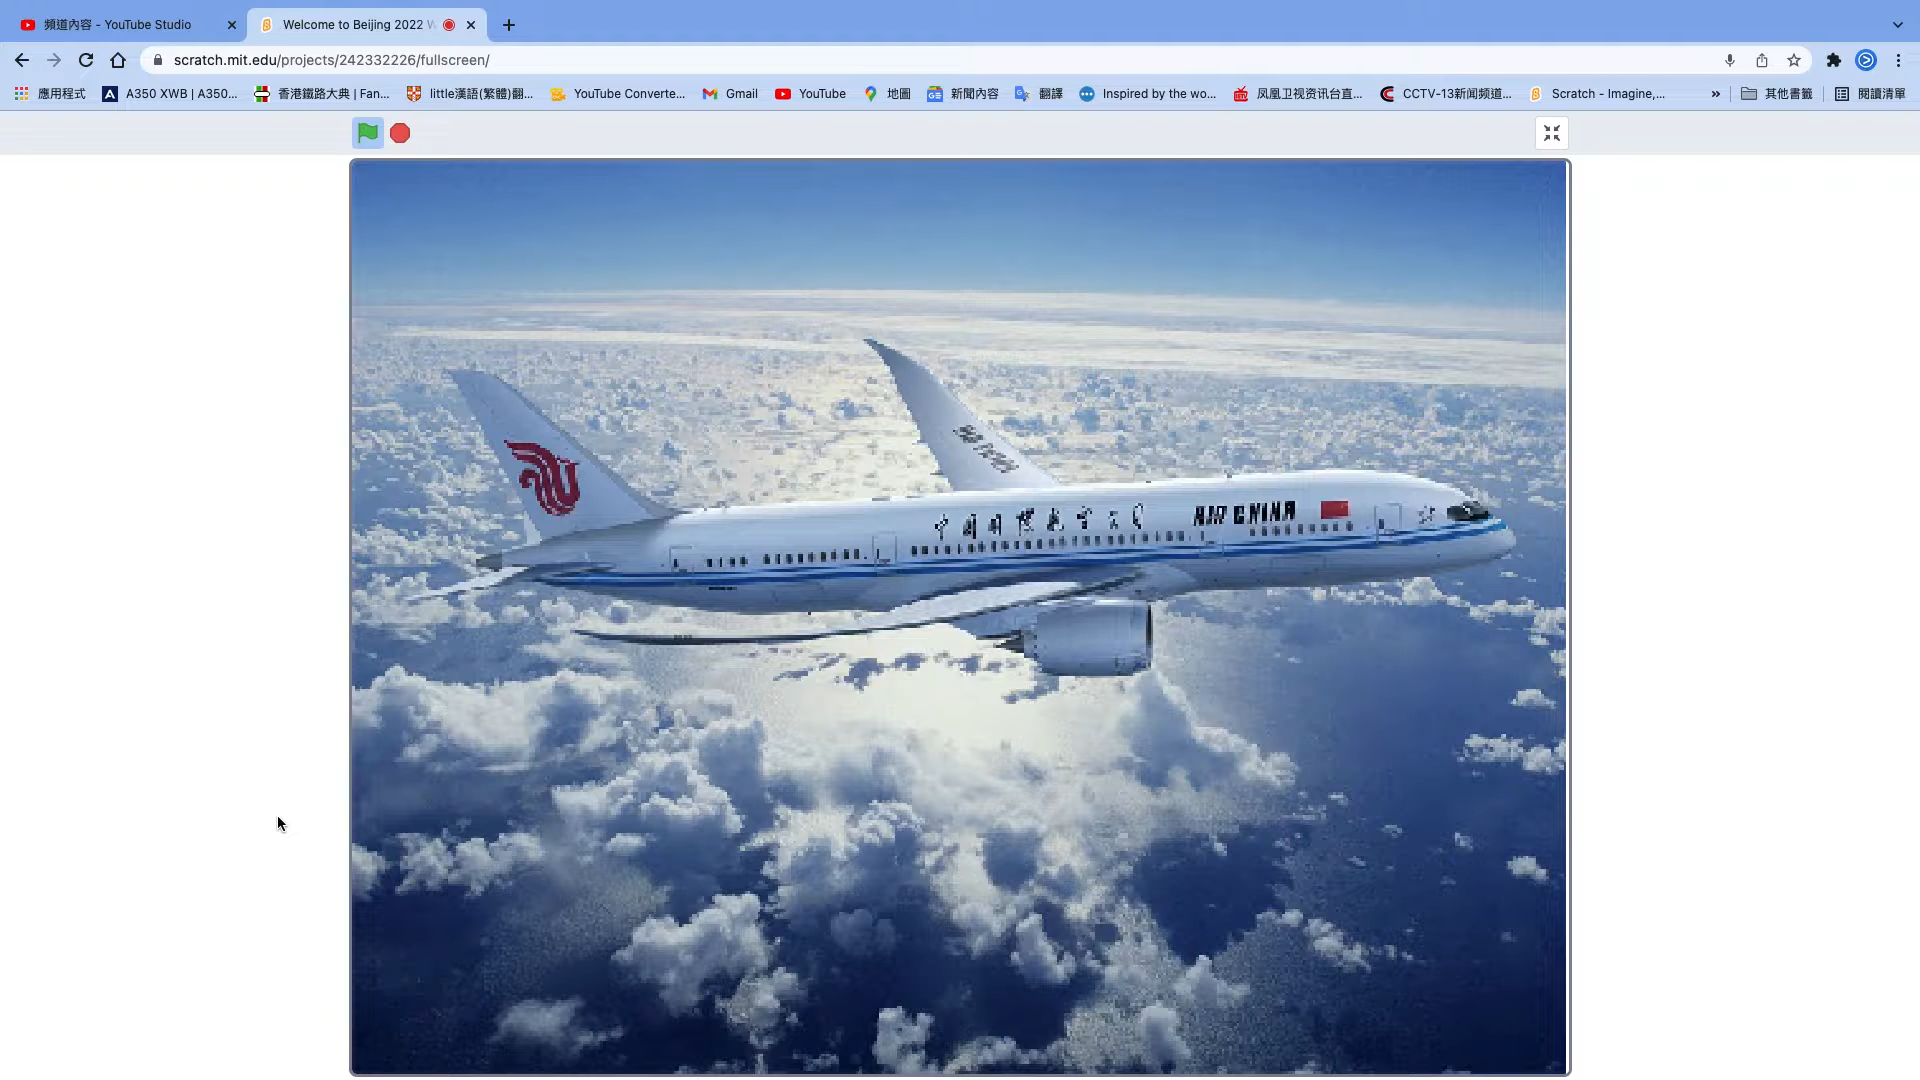 頻道內容 - YouTube Studio
Welcome to Beijing 2022 W
scratch.mit.edu/projects/242332226/fullscreen/
應用程式
A350 XWB | A350...
香港鐵路大典 | Fan...
little漢語(繁體)翻...
YouTube Converte...
Gmail
YouTube
地圖
新聞內容
翻譯
Inspired by the wo...
凤凰卫视资讯台直...
CCTV-13新闻频道...
Scratch - Imagine,...
»
其他書籤
閱讀清單
AIR CHINA